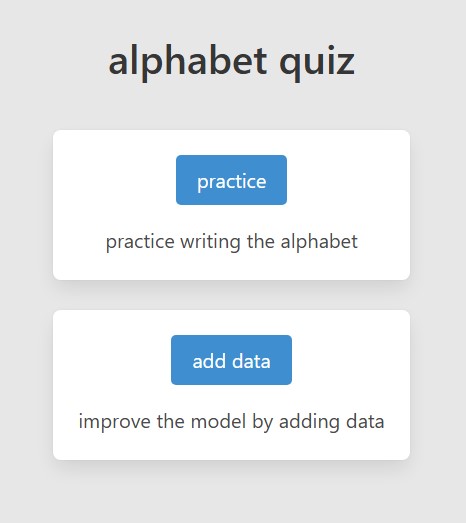 alphabet quiz
practice
practice writing the alphabet
add data
improve the model by adding data